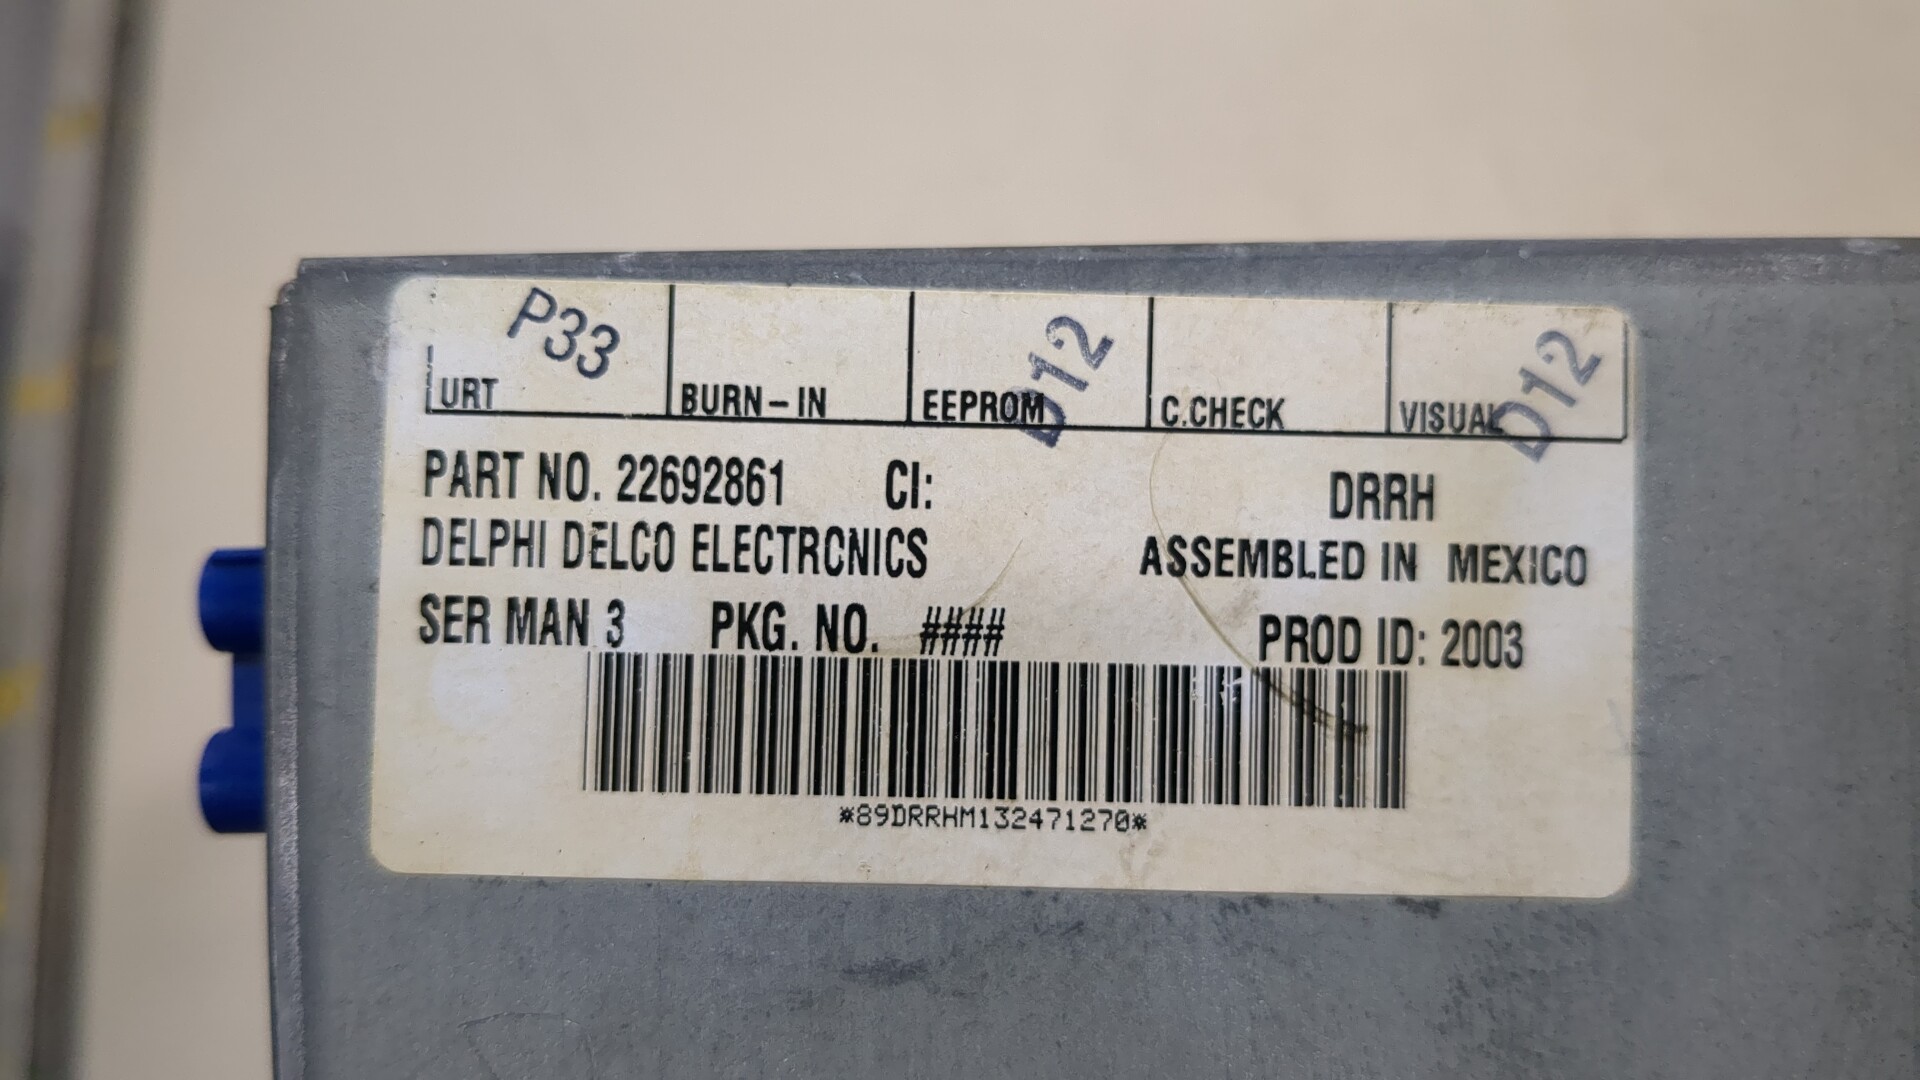 P33 D12 D12
URT BURN-IN EEPROM C.CHECK VISUAL
PART NO. 22692861 CI: DRRH
DELPHI DELCO ELECTRONICS ASSEMBLED IN MEXICO
SER MAN 3 PKG. NO. #### PROD ID: 2003
*89DRRHM132471270*